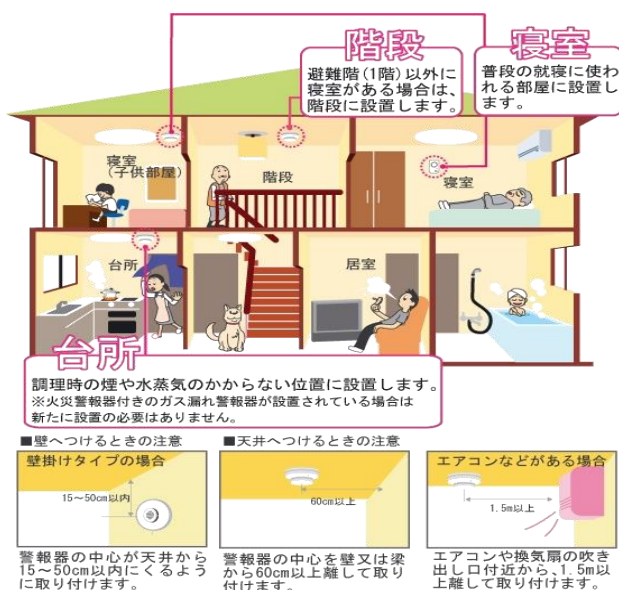 階段
避難階(1階)以外に
寝室がある場合は、
階段に設置します。
寝室
普段の就寝に使わ
れる部屋に設置し
ます。
寝室
(子供部屋)
階段
寝室
台所
居室
台所
調理時の煙や水蒸気のかからない位置に設置します。
※火災警報器付きのガス漏れ警報器が設置されている場合は
新たに設置の必要はありません。
■壁へつけるときの注意
壁掛けタイプの場合
15～50cm以内
警報器の中心が天井から
15～50cm以内にくるよう
に取り付けます。
■天井へつけるときの注意
60cm以上
警報器の中心を壁又は梁
から60cm以上離して取り
付けます。
エアコンなどがある場合
1.5m以上
エアコンや換気扇の吹き
出し口付近から、1.5m以
上離して取り付けます。